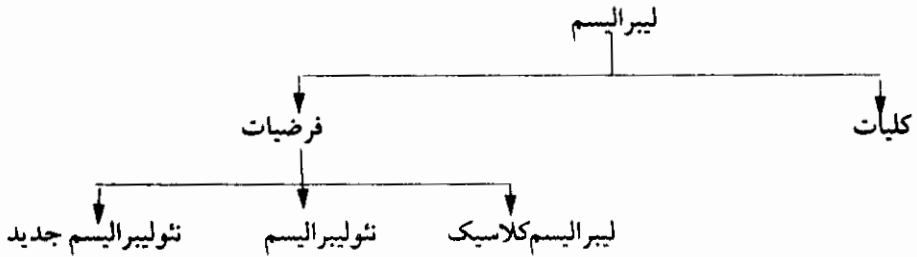 لیبرالیسم
کلیات فرضیات
لیبرالیسم کلاسیک نئولیبرالیسم نئولیبرالیسم جدید